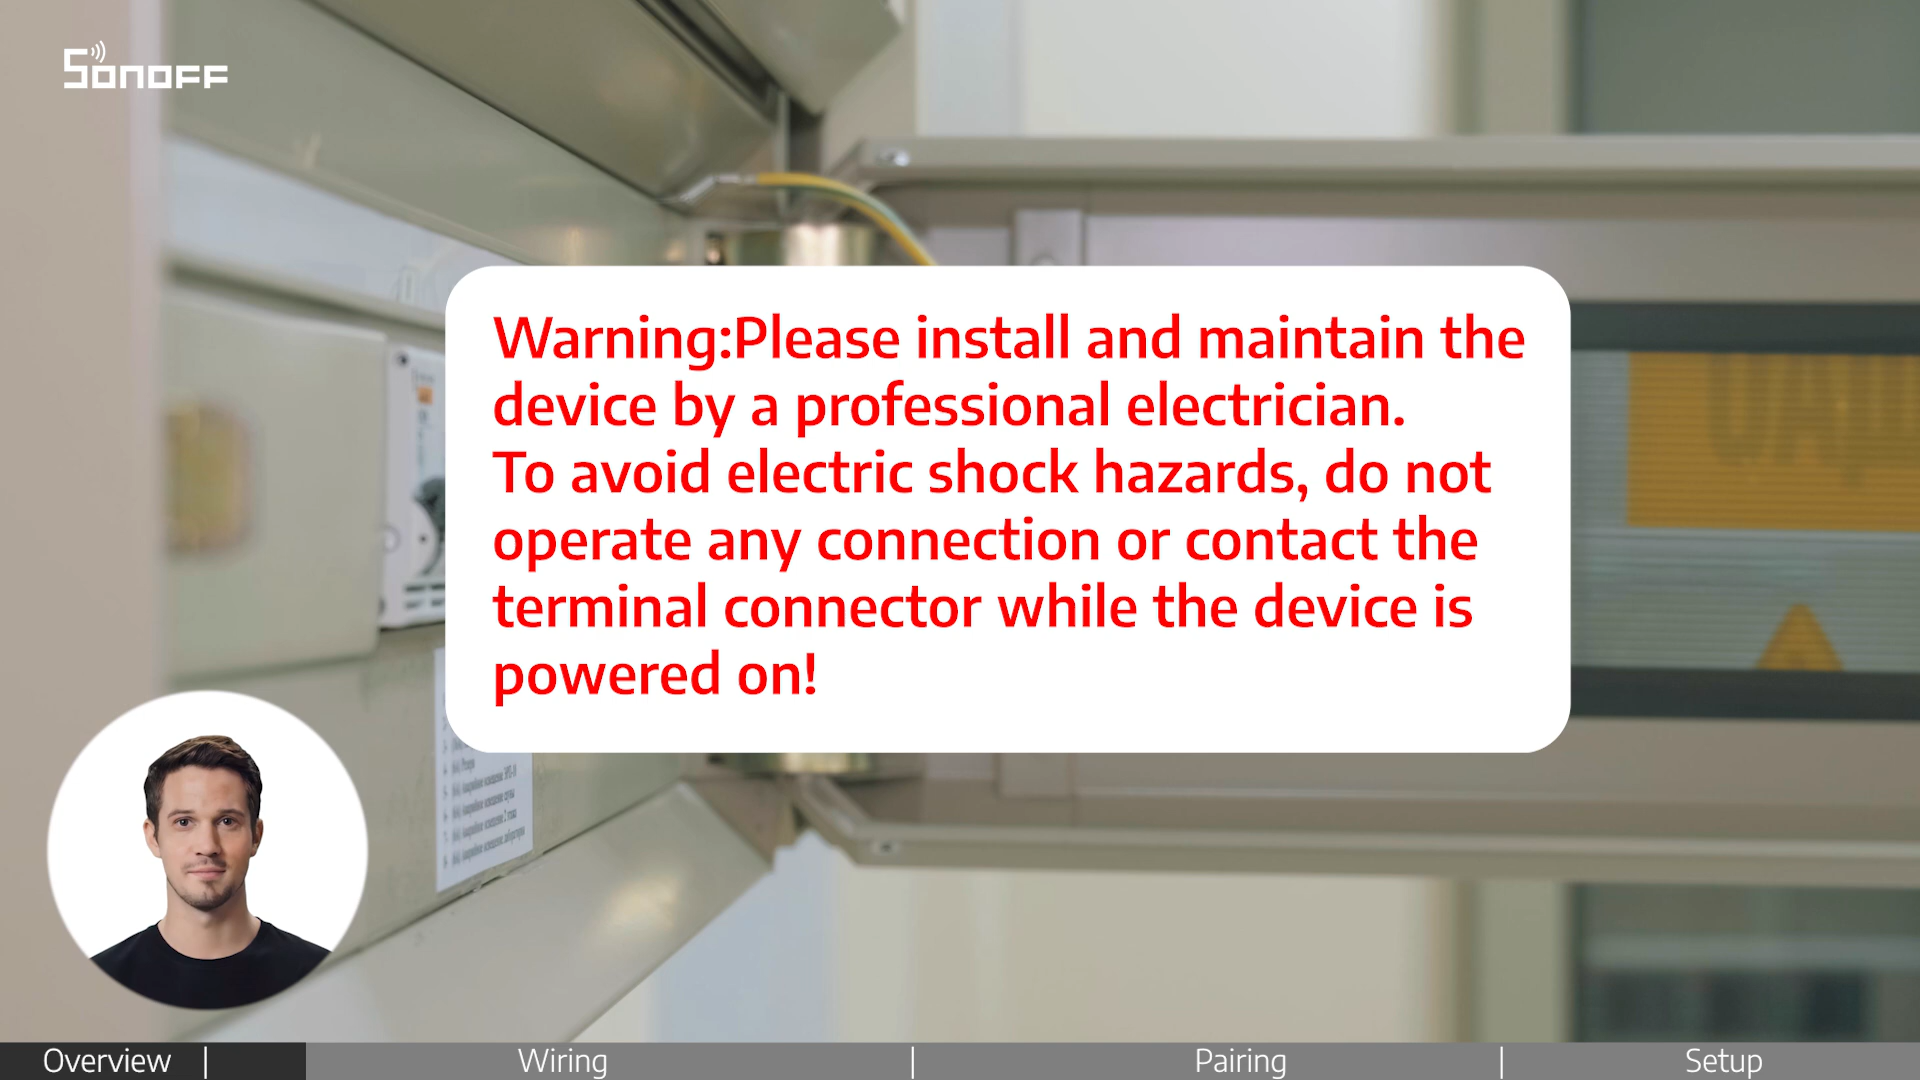 SONOFF
Warning:Please install and maintain the
device by a professional electrician.
To avoid electric shock hazards, do not
operate any connection or contact the
terminal connector while the device is
powered on!
Overview | Wiring | Pairing | Setup